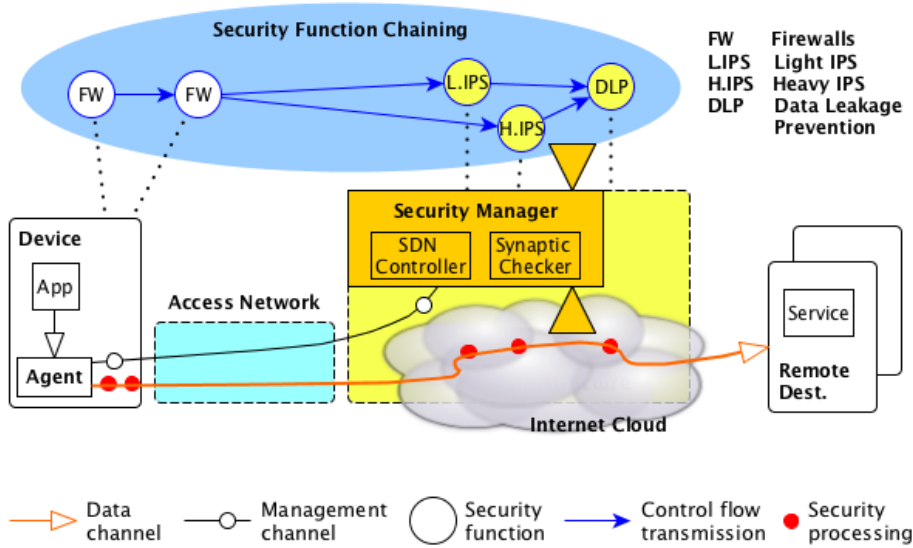 Security Function Chaining
FW
FW
L.IPS
H.IPS
DLP
FW Firewalls
L.IPS Light IPS
H.IPS Heavy IPS
DLP Data Leakage
Prevention
Device
App
Agent
Access Network
Security Manager
SDN
Controller
Synaptic
Checker
Internet Cloud
Service
Remote
Dest.
Data
channel
Management
channel
Security
function
Control flow
transmission
Security
processing